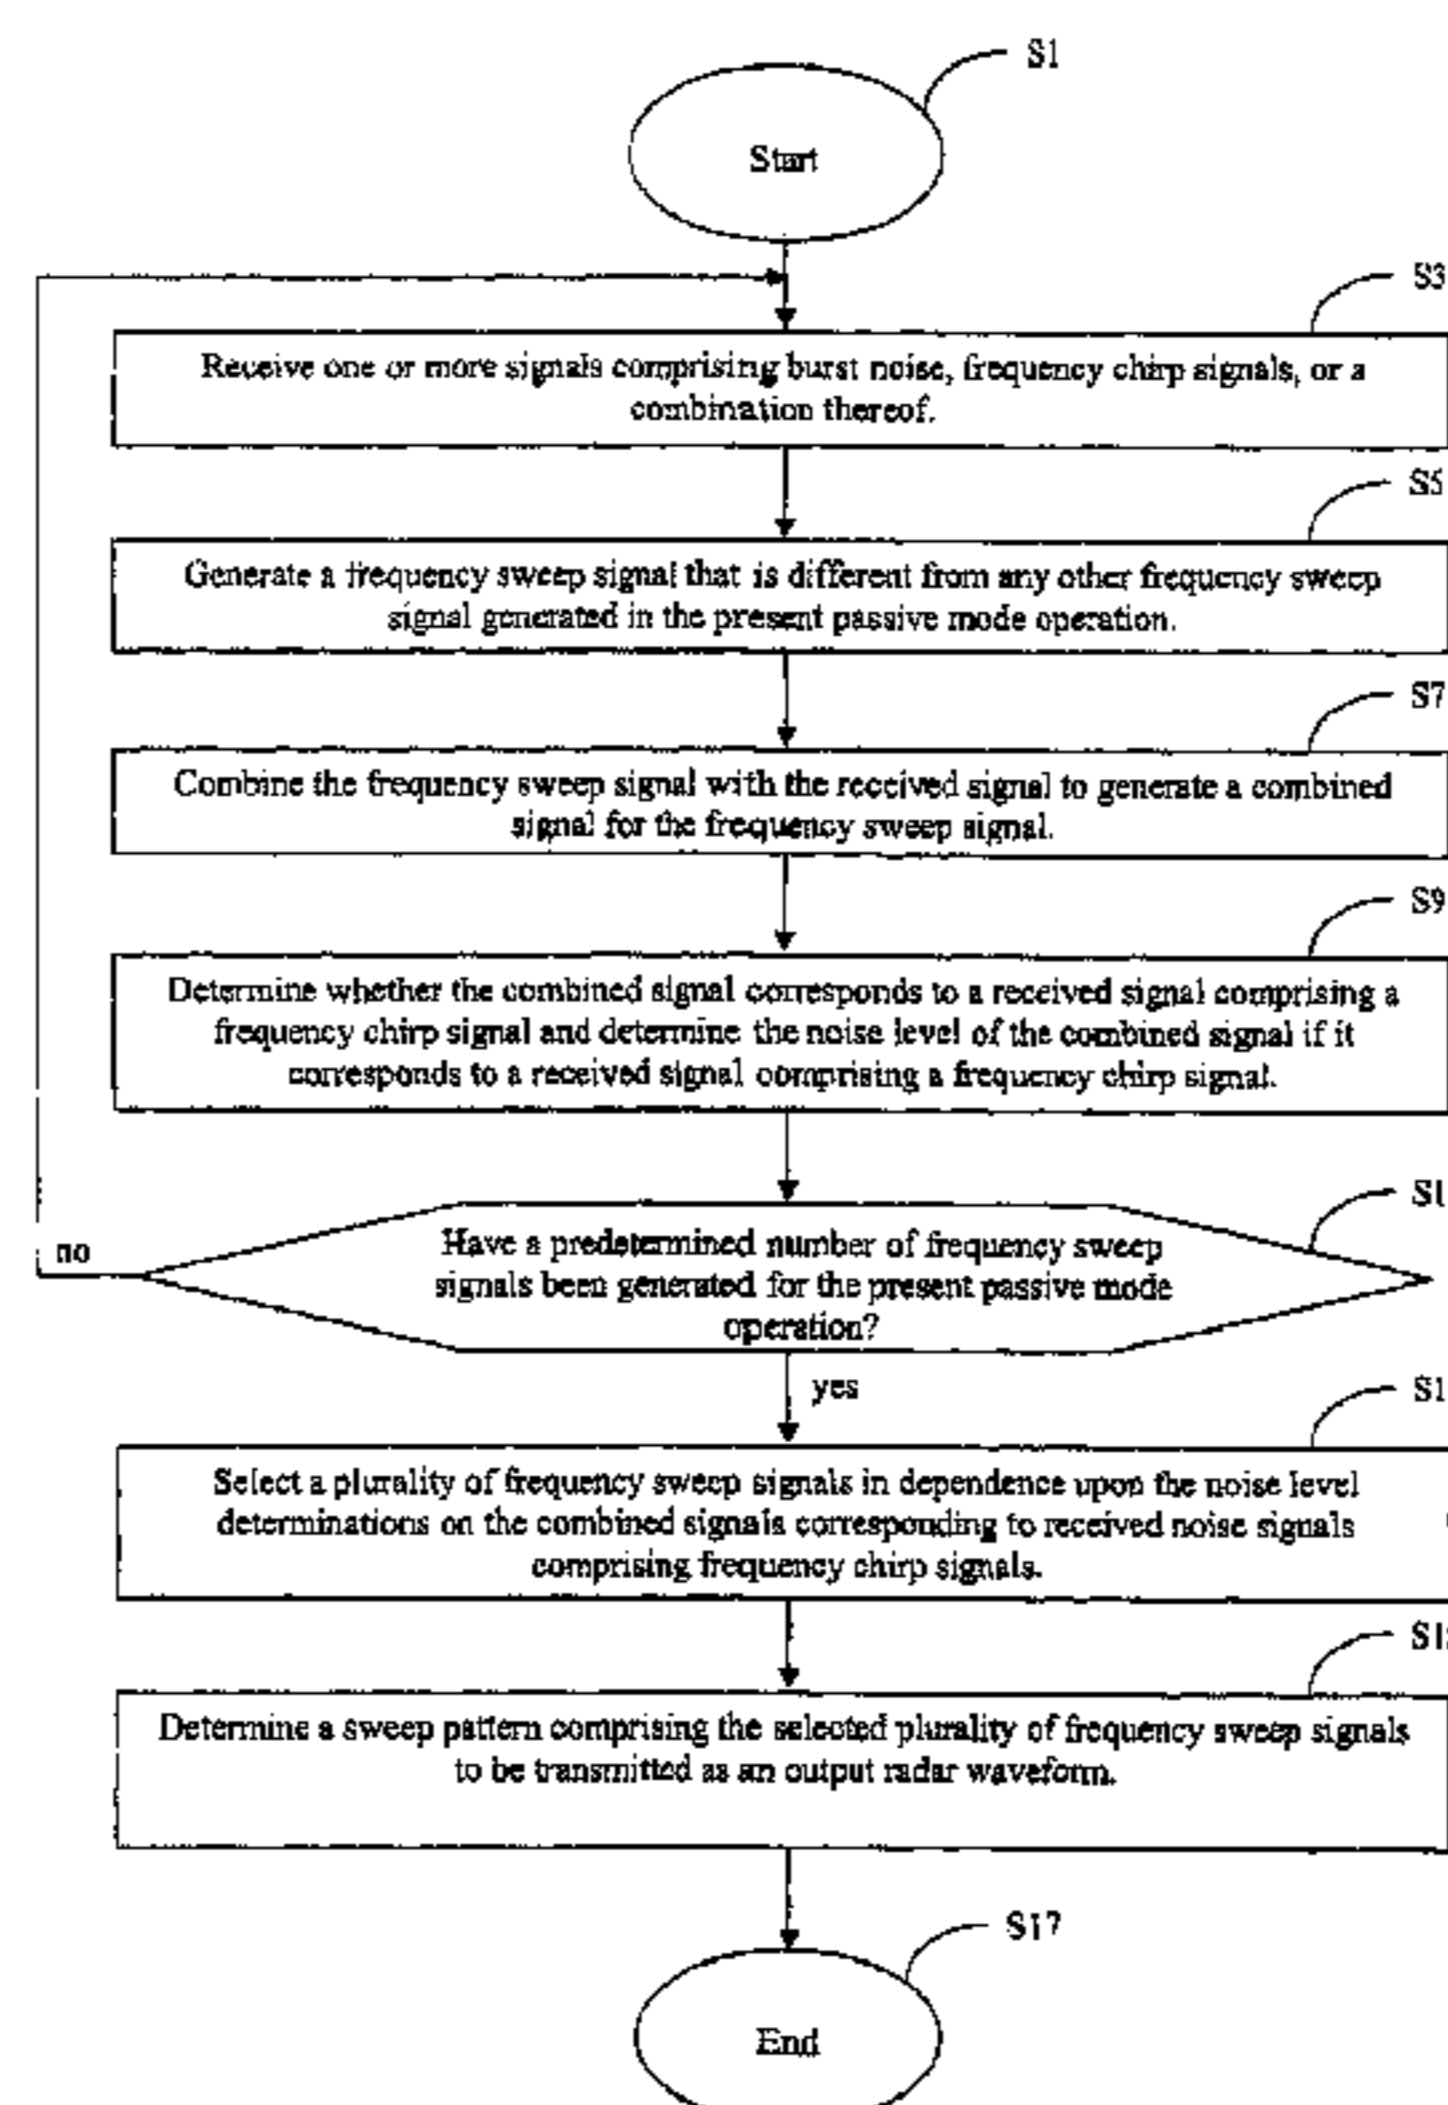 S1
Start
S3
Receive one or more signals comprising burst noise, frequency chirp signals, or a
combination thereof.
S5
Generate a frequency sweep signal that is different from any other frequency sweep
signal generated in the present passive mode operation.
S7
Combine the frequency sweep signal with the received signal to generate a combined
signal for the frequency sweep signal.
S9
Determine whether the combined signal corresponds to a received signal comprising a
frequency chirp signal and determine the noise level of the combined signal if it
corresponds to a received signal comprising a frequency chirp signal.
S1
no
Have a predetermined number of frequency sweep
signals been generated for the present passive mode
operation?
yes
S1
Select a plurality of frequency sweep signals in dependence upon the noise level
determinations on the combined signals corresponding to received noise signals
comprising frequency chirp signals.
S1
Determine a sweep pattern comprising the selected plurality of frequency sweep signals
to be transmitted as an output radar waveform.
S17
End